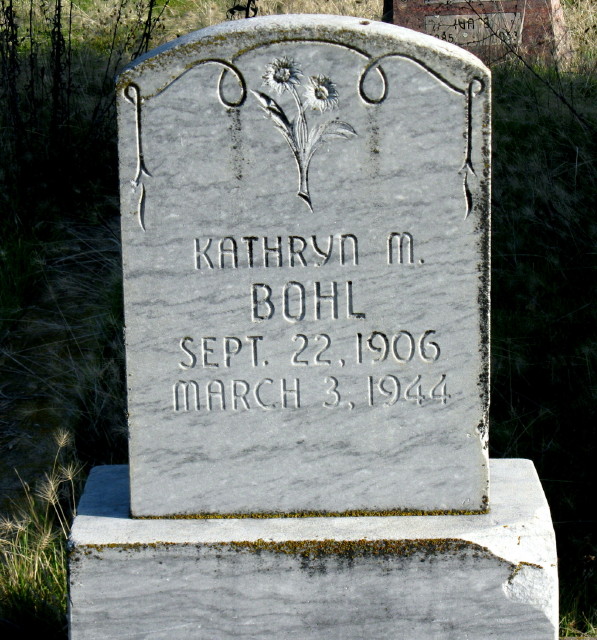 KATHRYN M.
BOHL
SEPT. 22, 1906
MARCH 3, 1944